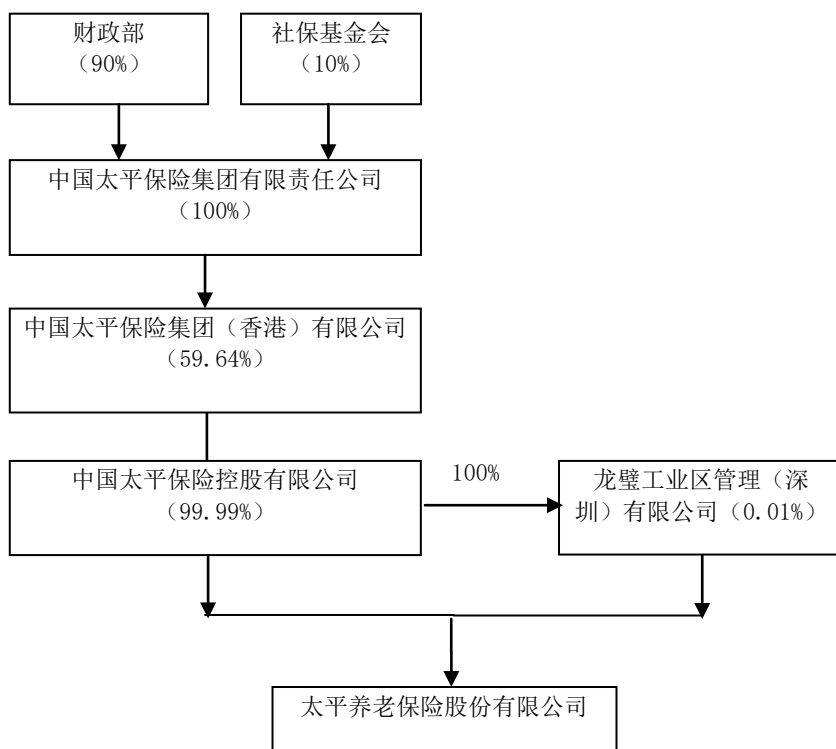 财政部
（90%）
社保基金会
（10%）
中国太平保险集团有限责任公司
（100%）
中国太平保险集团（香港）有限公司
（59.64%）
中国太平保险控股有限公司
（99.99%）
100%
龙璧工业区管理（深
圳）有限公司（0.01%）
太平养老保险股份有限公司